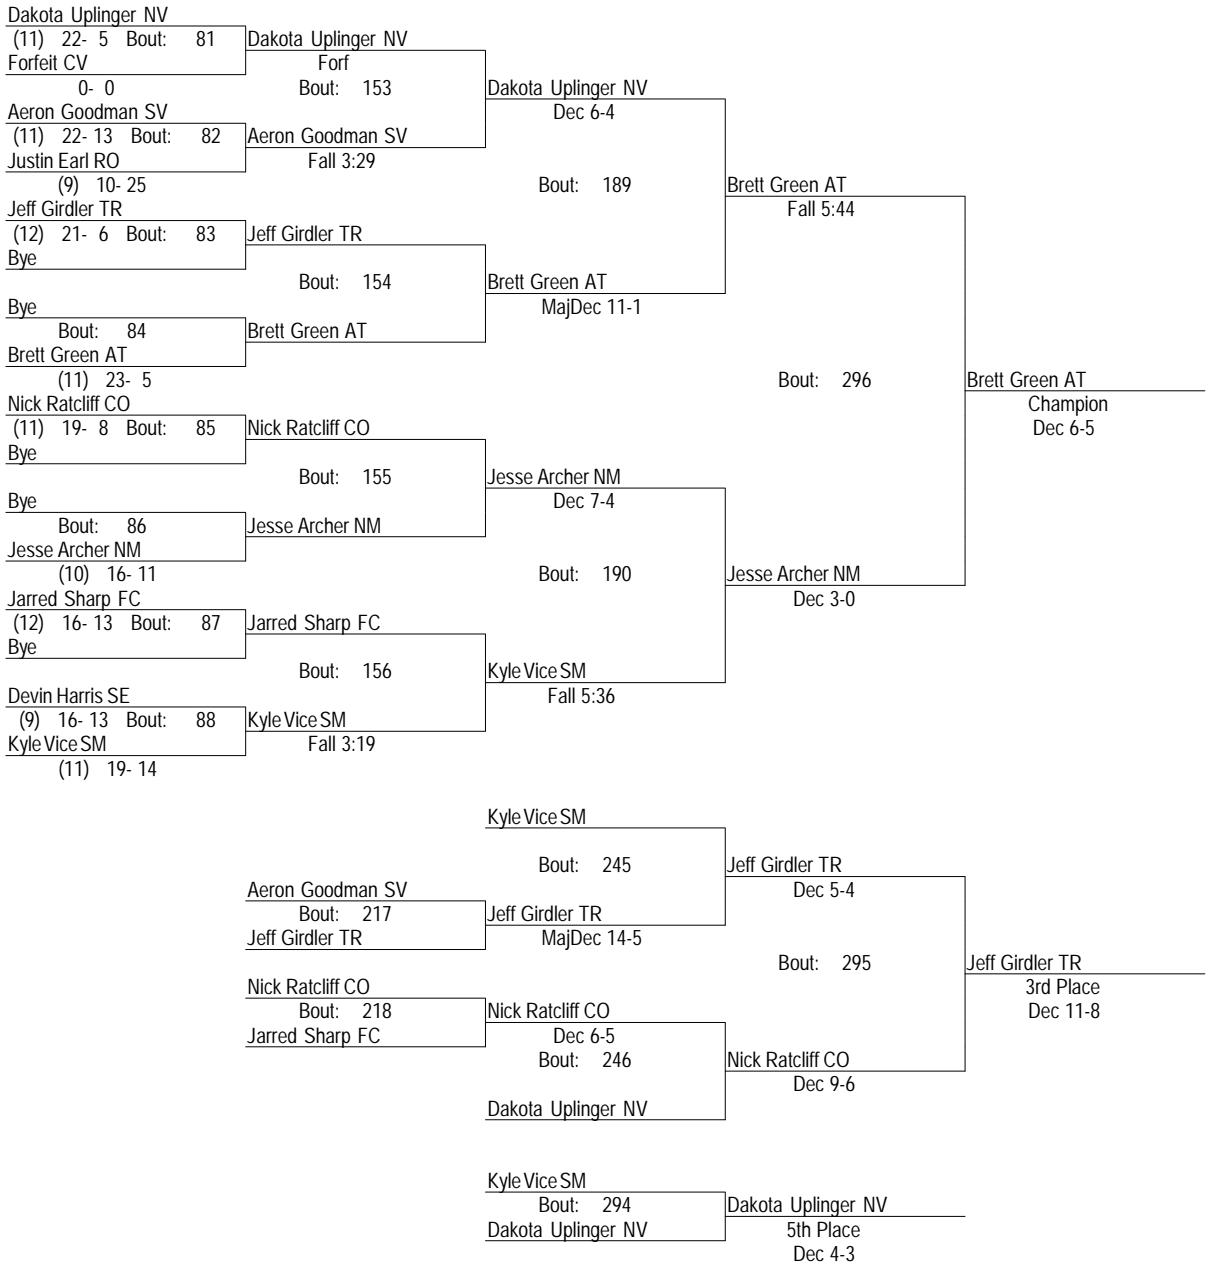 Dakota Uplinger NV
(11) 22- 5 Bout: 81
Dakota Uplinger NV
Forfeit CV
Forf
0- 0
Bout: 153
Dakota Uplinger NV
Aeron Goodman SV
Dec 6-4
(11) 22- 13 Bout: 82
Aeron Goodman SV
Justin Earl RO
Fall 3:29
(9) 10- 25
Bout: 189
Brett Green AT
Jeff Girdler TR
Fall 5:44
(12) 21- 6 Bout: 83
Jeff Girdler TR
Bye
Bout: 154
Brett Green AT
Bye
MajDec 11-1
Bout: 84
Brett Green AT
Brett Green AT
(11) 23- 5
Bout: 296
Brett Green AT
Nick Ratcliff CO
Champion
(11) 19- 8 Bout: 85
Nick Ratcliff CO
Dec 6-5
Bye
Bout: 155
Jesse Archer NM
Bye
Dec 7-4
Bout: 86
Jesse Archer NM
Jesse Archer NM
(10) 16- 11
Bout: 190
Jesse Archer NM
Jarred Sharp FC
Dec 3-0
(12) 16- 13 Bout: 87
Jarred Sharp FC
Bye
Bout: 156
Kyle Vice SM
Devin Harris SE
Fall 5:36
(9) 16- 13 Bout: 88
Kyle Vice SM
Kyle Vice SM
Fall 3:19
(11) 19- 14
Kyle Vice SM
Bout: 245
Jeff Girdler TR
Aeron Goodman SV
Dec 5-4
Bout: 217
Jeff Girdler TR
Jeff Girdler TR
MajDec 14-5
Bout: 295
Jeff Girdler TR
Nick Ratcliff CO
3rd Place
Bout: 218
Nick Ratcliff CO
Dec 11-8
Jarred Sharp FC
Dec 6-5
Bout: 246
Nick Ratcliff CO
Dec 9-6
Dakota Uplinger NV
Kyle Vice SM
Bout: 294
Dakota Uplinger NV
Dakota Uplinger NV
5th Place
Dec 4-3